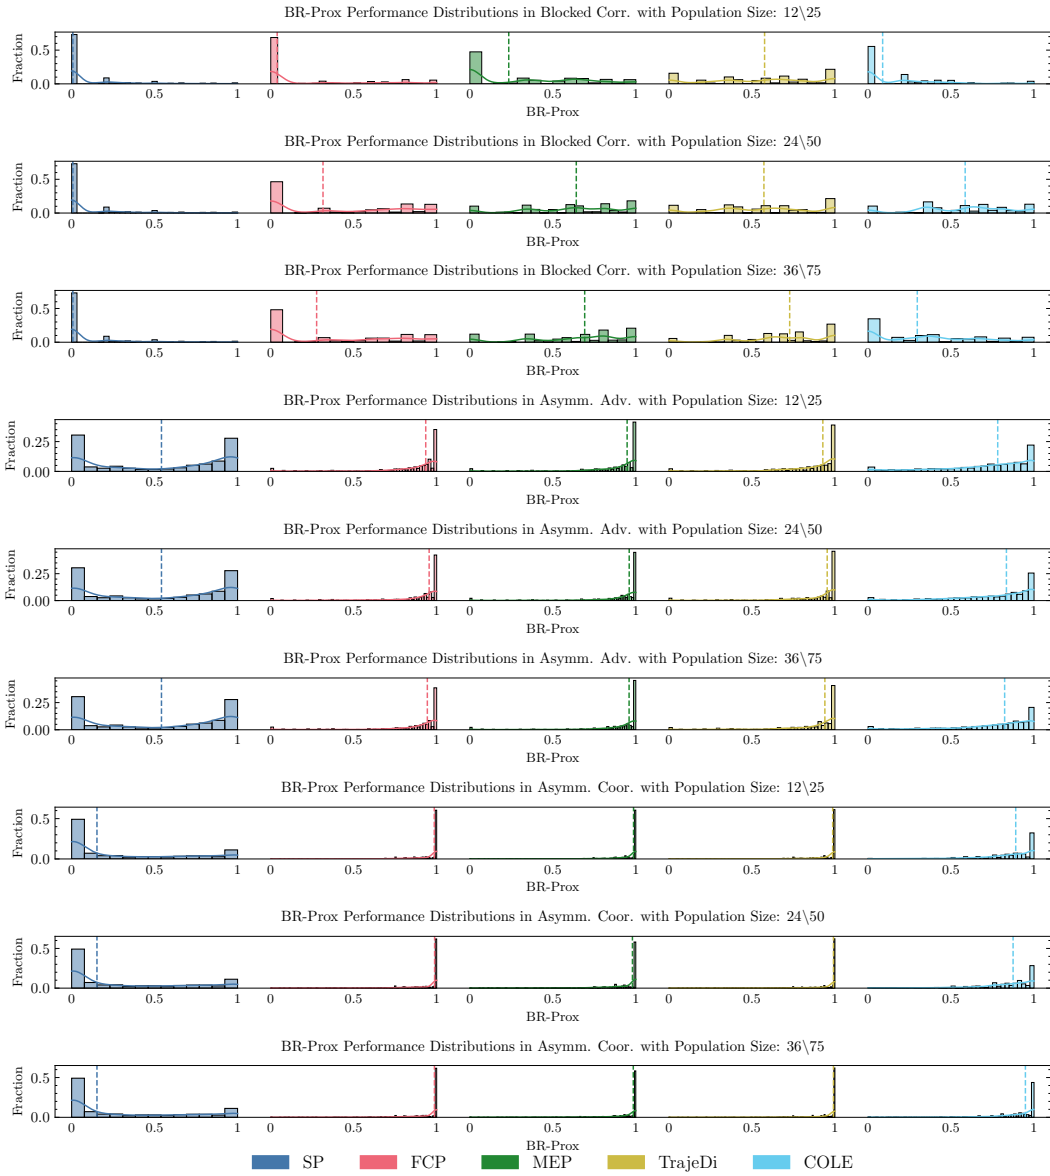 BR-Prox Performance Distributions in Blocked Corr. with Population Size: 12\25
Fraction
0.5
0.0
0 0.5 1 0 0.5 1 0 0.5 1 0 0.5 1 0 0.5 1
BR-Prox
BR-Prox Performance Distributions in Blocked Corr. with Population Size: 24\50
Fraction
0.5
0.0
0 0.5 1 0 0.5 1 0 0.5 1 0 0.5 1 0 0.5 1
BR-Prox
BR-Prox Performance Distributions in Blocked Corr. with Population Size: 36\75
Fraction
0.5
0.0
0 0.5 1 0 0.5 1 0 0.5 1 0 0.5 1 0 0.5 1
BR-Prox
BR-Prox Performance Distributions in Asymm. Adv. with Population Size: 12\25
Fraction
0.25
0.00
0 0.5 1 0 0.5 1 0 0.5 1 0 0.5 1 0 0.5 1
BR-Prox
BR-Prox Performance Distributions in Asymm. Adv. with Population Size: 24\50
Fraction
0.25
0.00
0 0.5 1 0 0.5 1 0 0.5 1 0 0.5 1 0 0.5 1
BR-Prox
BR-Prox Performance Distributions in Asymm. Adv. with Population Size: 36\75
Fraction
0.25
0.00
0 0.5 1 0 0.5 1 0 0.5 1 0 0.5 1 0 0.5 1
BR-Prox
BR-Prox Performance Distributions in Asymm. Coor. with Population Size: 12\25
Fraction
0.5
0.0
0 0.5 1 0 0.5 1 0 0.5 1 0 0.5 1 0 0.5 1
BR-Prox
BR-Prox Performance Distributions in Asymm. Coor. with Population Size: 24\50
Fraction
0.5
0.0
0 0.5 1 0 0.5 1 0 0.5 1 0 0.5 1 0 0.5 1
BR-Prox
BR-Prox Performance Distributions in Asymm. Coor. with Population Size: 36\75
Fraction
0.5
0.0
0 0.5 1 0 0.5 1 0 0.5 1 0 0.5 1 0 0.5 1
BR-Prox
SP FCP MEP TrajeDi COLE